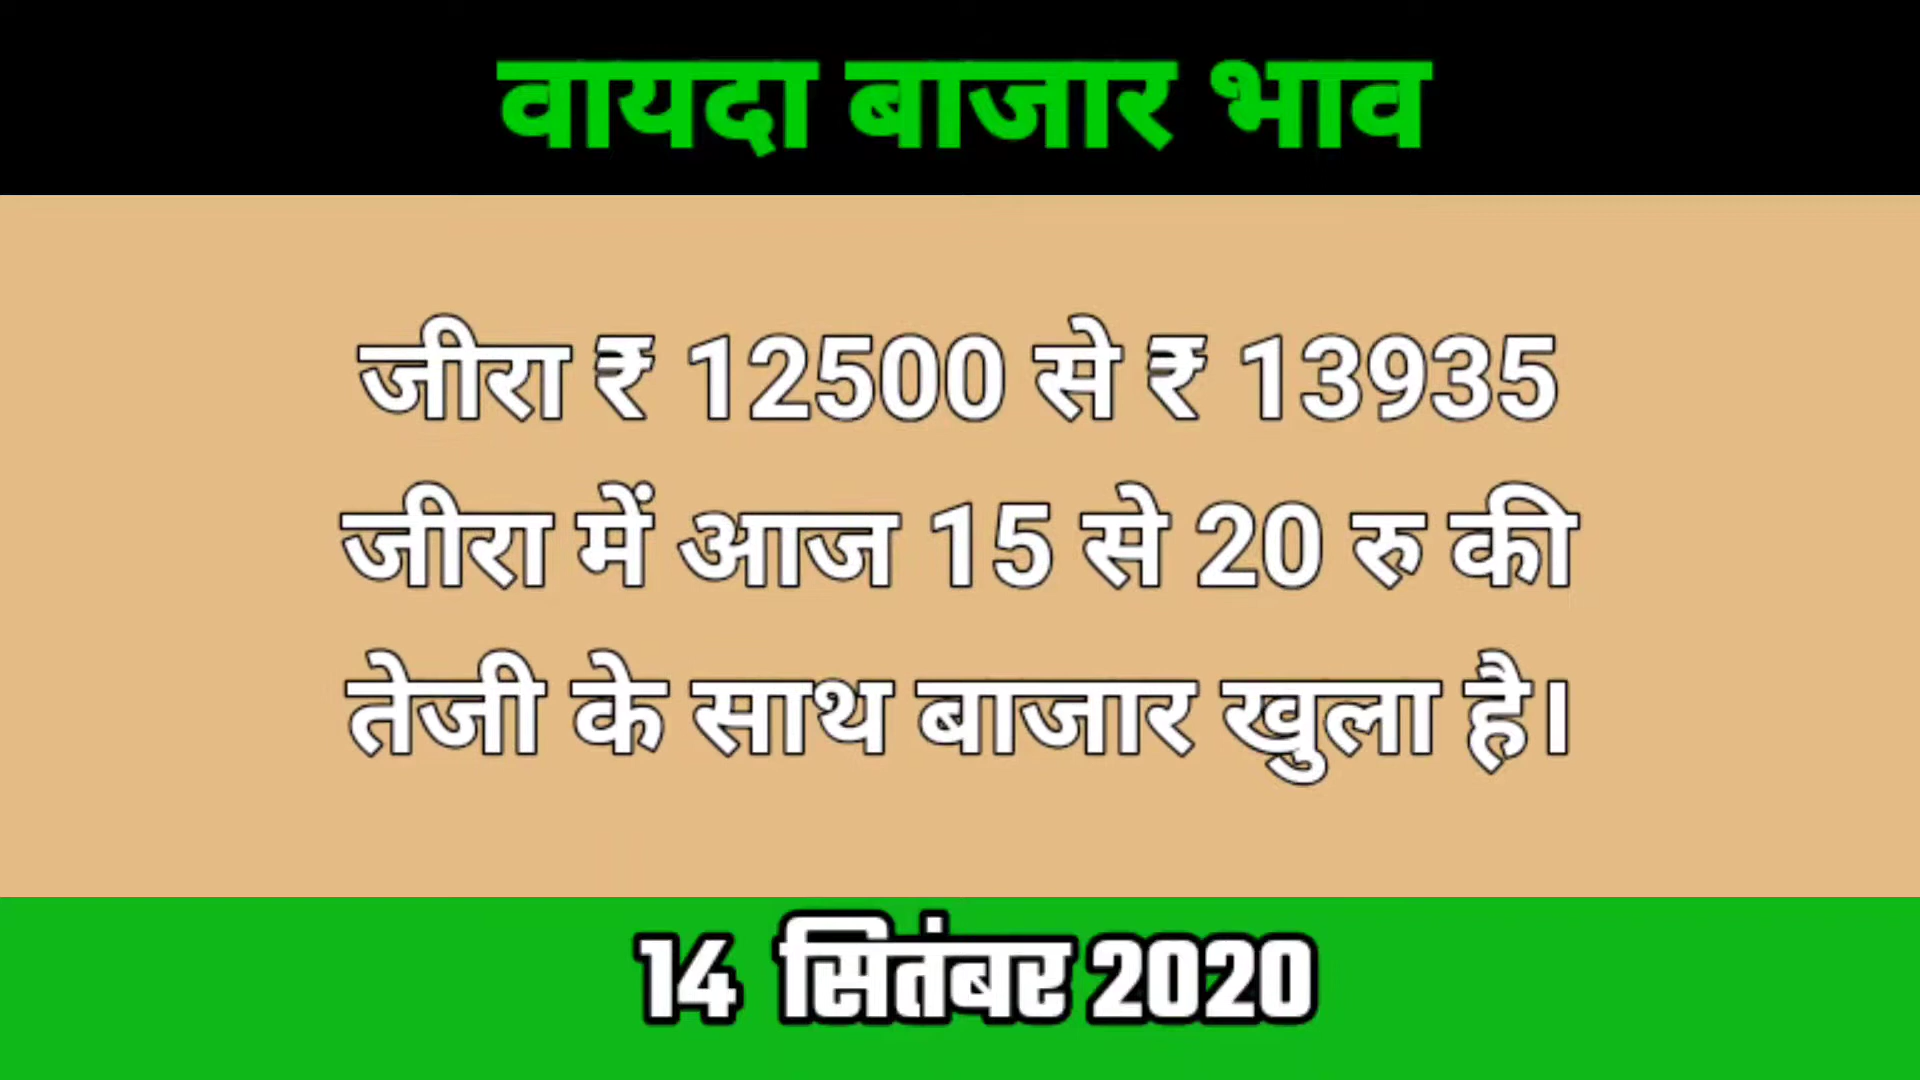 वायदा बाजार भाव
जीरा ₹ 12500 से ₹ 13935
जीरा में आज 15 से 20 रु की
तेजी के साथ बाजार खुला है।
14 सितंबर 2020